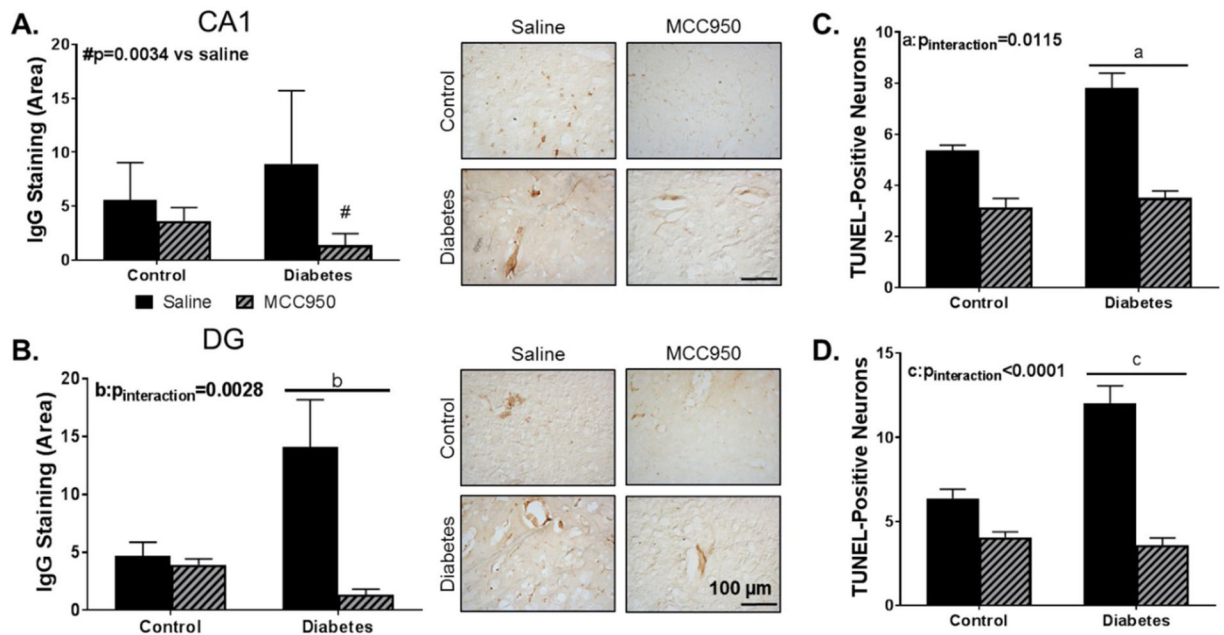 A.
CA1
#p=0.0034 vs saline
IgG Staining (Area)
20
15
10
5
0
#
Control
Diabetes
Saline
MCC950
Saline
MCC950
Control
Diabetes
B.
DG
b:pinteraction=0.0028
b
IgG Staining (Area)
20
15
10
5
0
Control
Diabetes
Saline
MCC950
Control
Diabetes
100 µm
C.
a:pinteraction=0.0115
a
TUNEL-Positive Neurons
10
8
6
4
2
0
Control
Diabetes
D.
c:pinteraction<0.0001
c
TUNEL-Positive Neurons
15
10
5
0
Control
Diabetes